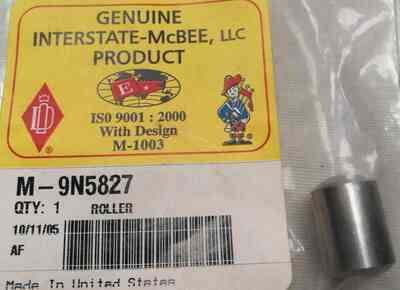 GENUINE
INTERSTATE-McBEE, LLC
PRODUCT
E
ISO 9001 : 2000
With Design
M-1003
M-9N5827
QTY: 1 ROLLER
10/11/05
AF
Made In United States